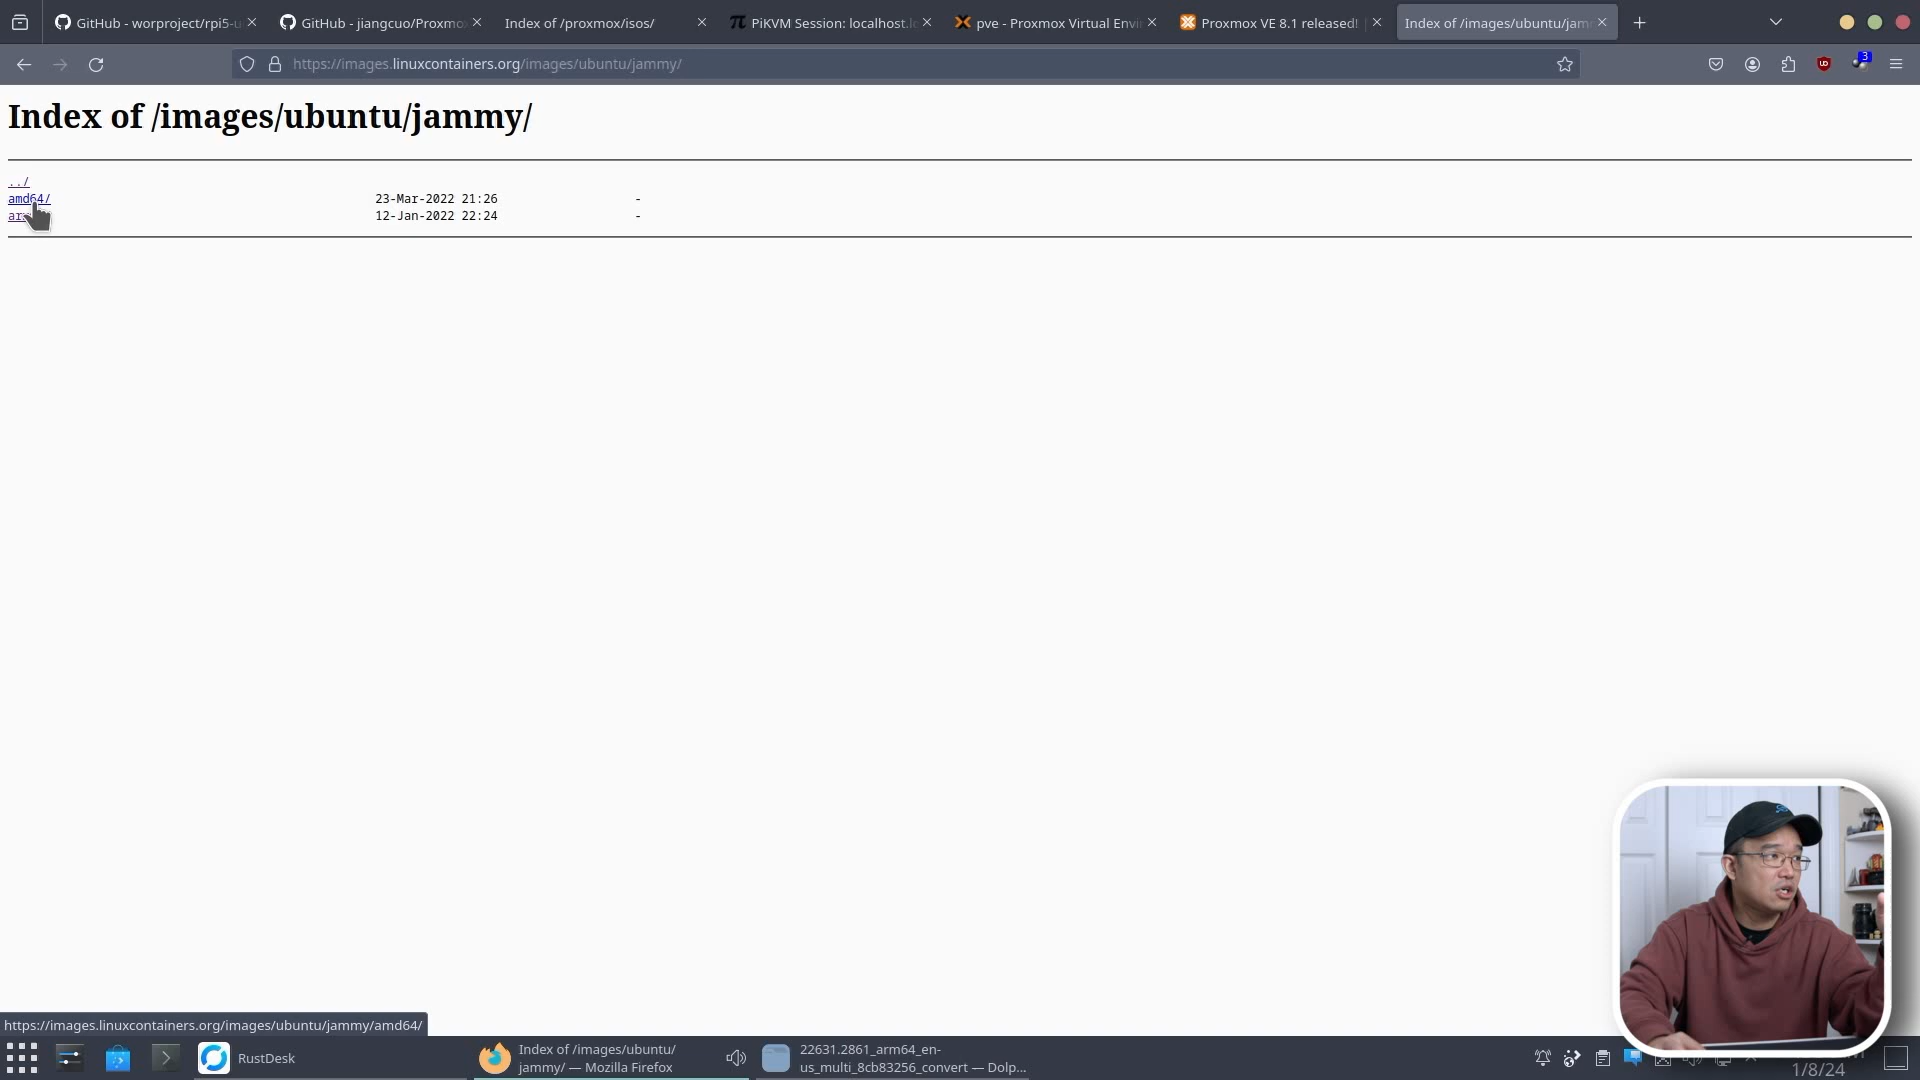 GitHub - worproject/rpi5-u
GitHub - jiangcuo/Proxmo
Index of /proxmox/isos/
PiKVM Session: localhost.lo
pve - Proxmox Virtual Envi
Proxmox VE 8.1 released!
Index of /images/ubuntu/jamm
https://images.linuxcontainers.org/images/ubuntu/jammy/
3
Index of /images/ubuntu/jammy/
../
amd64/ 23-Mar-2022 21:26 -
12-Jan-2022 22:24 -
https://images.linuxcontainers.org/images/ubuntu/jammy/amd64/
RustDesk
Index of /images/ubuntu/
jammy/ — Mozilla Firefox
22631.2861_arm64_en-
us_multi_8cb83256_convert — Dolp...
1/8/24